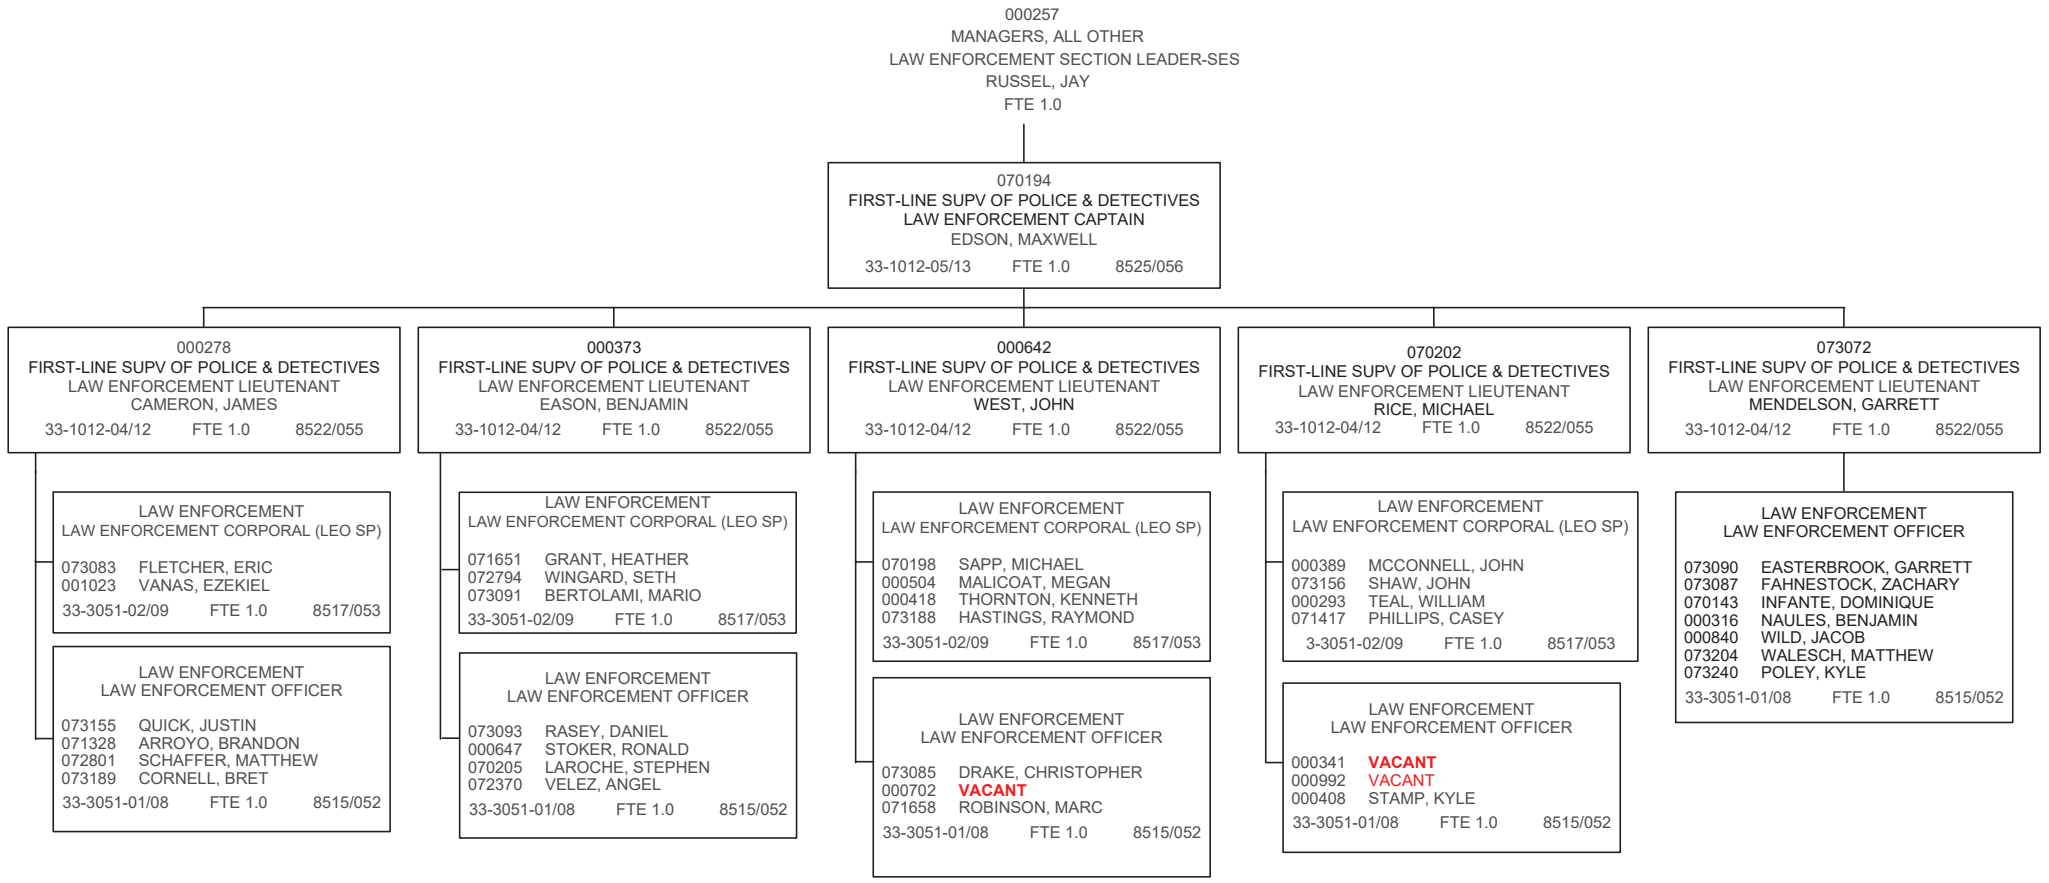 000257
MANAGERS, ALL OTHER
LAW ENFORCEMENT SECTION LEADER-SES
RUSSEL, JAY
FTE 1.0
070194
FIRST-LINE SUPV OF POLICE & DETECTIVES
LAW ENFORCEMENT CAPTAIN
EDSON, MAXWELL
33-1012-05/13 FTE 1.0 8525/056
000278
FIRST-LINE SUPV OF POLICE & DETECTIVES
LAW ENFORCEMENT LIEUTENANT
CAMERON, JAMES
33-1012-04/12 FTE 1.0 8522/055
LAW ENFORCEMENT
LAW ENFORCEMENT CORPORAL (LEO SP)
073083 FLETCHER, ERIC
001023 VANAS, EZEKIEL
33-3051-02/09 FTE 1.0 8517/053
LAW ENFORCEMENT
LAW ENFORCEMENT OFFICER
073155 QUICK, JUSTIN
071328 ARROYO, BRANDON
072801 SCHAFFER, MATTHEW
073189 CORNELL, BRET
33-3051-01/08 FTE 1.0 8515/052
000373
FIRST-LINE SUPV OF POLICE & DETECTIVES
LAW ENFORCEMENT LIEUTENANT
EASON, BENJAMIN
33-1012-04/12 FTE 1.0 8522/055
LAW ENFORCEMENT
LAW ENFORCEMENT CORPORAL (LEO SP)
071651 GRANT, HEATHER
072794 WINGARD, SETH
073091 BERTOLAMI, MARIO
33-3051-02/09 FTE 1.0 8517/053
LAW ENFORCEMENT
LAW ENFORCEMENT OFFICER
073093 RASEY, DANIEL
000647 STOKER, RONALD
070205 LAROCHE, STEPHEN
072370 VELEZ, ANGEL
33-3051-01/08 FTE 1.0 8515/052
000642
FIRST-LINE SUPV OF POLICE & DETECTIVES
LAW ENFORCEMENT LIEUTENANT
WEST, JOHN
33-1012-04/12 FTE 1.0 8522/055
LAW ENFORCEMENT
LAW ENFORCEMENT CORPORAL (LEO SP)
070198 SAPP, MICHAEL
000504 MALICOAT, MEGAN
000418 THORNTON, KENNETH
073188 HASTINGS, RAYMOND
33-3051-02/09 FTE 1.0 8517/053
LAW ENFORCEMENT
LAW ENFORCEMENT OFFICER
073085 DRAKE, CHRISTOPHER
000702 VACANT
071658 ROBINSON, MARC
33-3051-01/08 FTE 1.0 8515/052
070202
FIRST-LINE SUPV OF POLICE & DETECTIVES
LAW ENFORCEMENT LIEUTENANT
RICE, MICHAEL
33-1012-04/12 FTE 1.0 8522/055
LAW ENFORCEMENT
LAW ENFORCEMENT CORPORAL (LEO SP)
000389 MCCONNELL, JOHN
073156 SHAW, JOHN
000293 TEAL, WILLIAM
071417 PHILLIPS, CASEY
3-3051-02/09 FTE 1.0 8517/053
LAW ENFORCEMENT
LAW ENFORCEMENT OFFICER
000341 VACANT
000992 VACANT
000408 STAMP, KYLE
33-3051-01/08 FTE 1.0 8515/052
073072
FIRST-LINE SUPV OF POLICE & DETECTIVES
LAW ENFORCEMENT LIEUTENANT
MENDELSON, GARRETT
33-1012-04/12 FTE 1.0 8522/055
LAW ENFORCEMENT
LAW ENFORCEMENT OFFICER
073090 EASTERBROOK, GARRETT
073087 FAHNESTOCK, ZACHARY
070143 INFANTE, DOMINIQUE
000316 NAULES, BENJAMIN
000840 WILD, JACOB
073204 WALESCH, MATTHEW
073240 POLEY, KYLE
33-3051-01/08 FTE 1.0 8515/052